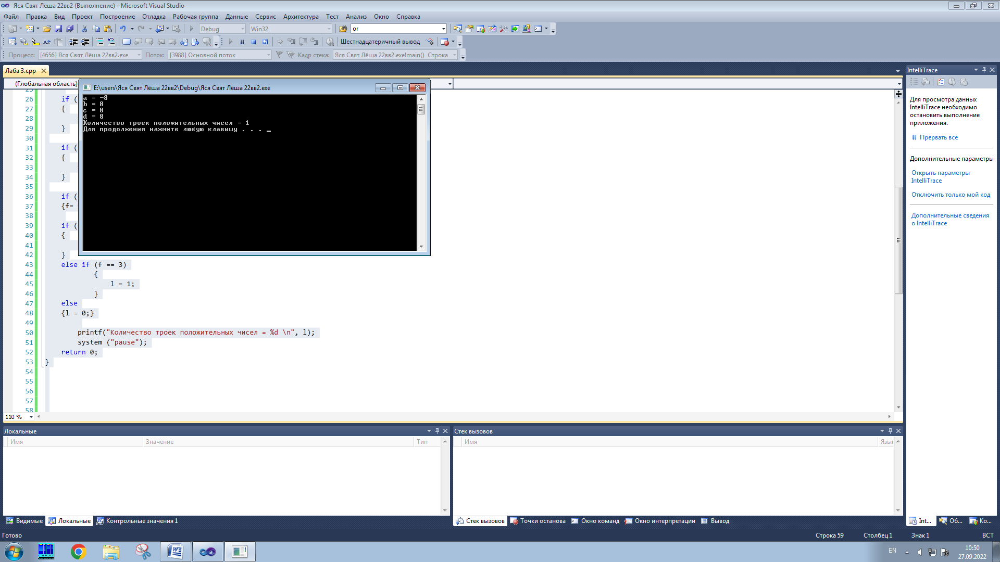 Яся Свят Лёша 22вв2 (Выполнение) - Microsoft Visual Studio
Файл Правка Вид Проект Построение Отладка Рабочая группа Данные Сервис Архитектура Тест Анализ Окно Справка
Debug Win32 or
Шестнадцатеричный вывод
Процесс: [4656] Яся Свят Лёша 22вв2.exe Поток: [3988] Основной поток Кадр стека: Яся Свят Лёша 22вв2.exe!main() Строка
Лаба 3.cpp
(Глобальная область)
E:\users\Яся Свят Лёша 22вв2\Debug\Яся Свят Лёша 22вв2.exe
a = -8
b = 8
c = 8
d = 8
Количество троек положительных чисел = 1
Для продолжения нажмите любую клавишу . . . _
25
26 if (
27 {
28
29 }
30
31 if (
32 {
33
34 }
35
36 if (
37 {f=
38
39 if (
40 {
41
42 }
43 else if (f == 3)
44 {
45 l = 1;
46 }
47 else
48 {l = 0;}
49
50 printf("Количество троек положительных чисел = %d \n", l);
51 system ("pause");
52 return 0;
53 }
54
55
56
57
58
110 %
IntelliTrace
Для просмотра данных
IntelliTrace необходимо
остановить выполнение
приложения.
Прервать все
Дополнительные параметры
Открыть параметры
IntelliTrace
Отключить только мой код
Дополнительные сведения
о IntelliTrace
Локальные
Имя Значение Тип
Стек вызовов
Имя Язык
Видимые Локальные Контрольные значения 1
Стек вызовов Точки останова Окно команд Окно интерпретации Вывод
Int... Об... Ко...
Готово Строка 59 Столбец 1 Знак 1 ВСТ
EN
10:50
27.09.2022